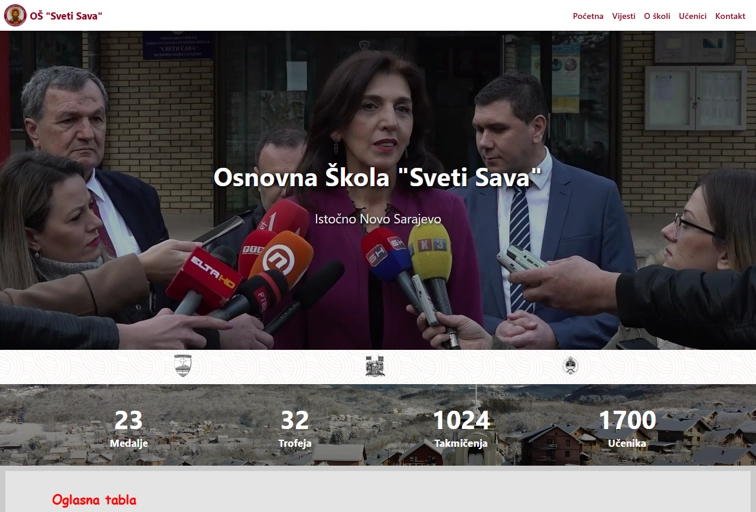 OŠ "Sveti Sava"
Početna Vijesti O školi Učenici Kontakt
Osnovna Škola "Sveti Sava"
Istočno Novo Sarajevo
ELTA HD
K3
23 32 1024 1700
Medalje Trofeja Takmičenja Učenika
Oglasna tabla